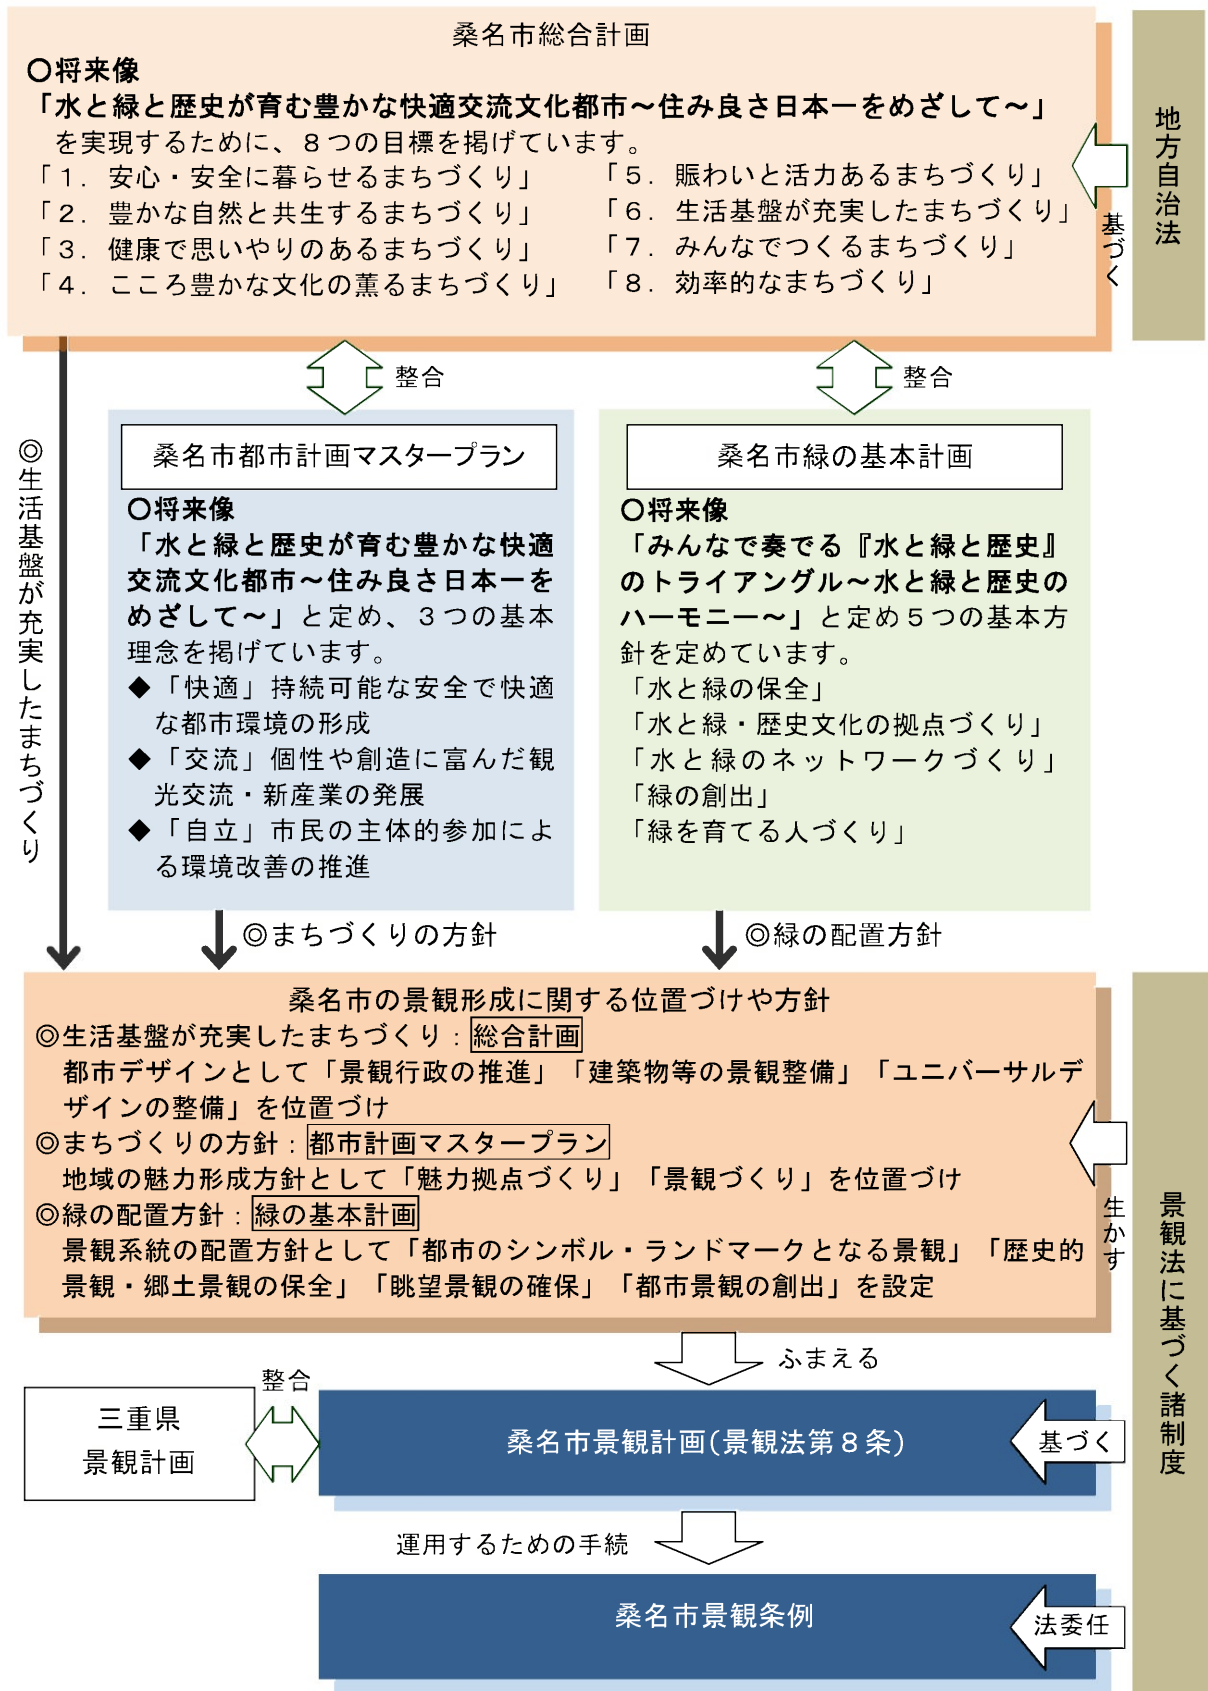 桑名市総合計画
○将来像
「水と緑と歴史が育む豊かな快適交流文化都市～住み良さ日本一をめざして～」
を実現するために、８つの目標を掲げています。
「１．安心・安全に暮らせるまちづくり」
「２．豊かな自然と共生するまちづくり」
「３．健康で思いやりのあるまちづくり」
「４．こころ豊かな文化の薫るまちづくり」
「５．賑わいと活力あるまちづくり」
「６．生活基盤が充実したまちづくり」
「７．みんなでつくるまちづくり」
「８．効率的なまちづくり」
基づく
地方自治法
整合
整合
◎生活基盤が充実したまちづくり
桑名市都市計画マスタープラン
○将来像
「水と緑と歴史が育む豊かな快適
交流文化都市～住み良さ日本一を
めざして～」と定め、３つの基本
理念を掲げています。
◆「快適」持続可能な安全で快適
な都市環境の形成
◆「交流」個性や創造に富んだ観
光交流・新産業の発展
◆「自立」市民の主体的参加によ
る環境改善の推進
桑名市緑の基本計画
○将来像
「みんなで奏でる『水と緑と歴史』
のトライアングル～水と緑と歴史の
ハーモニー～」と定め５つの基本方
針を定めています。
「水と緑の保全」
「水と緑・歴史文化の拠点づくり」
「水と緑のネットワークづくり」
「緑の創出」
「緑を育てる人づくり」
◎まちづくりの方針
◎緑の配置方針
桑名市の景観形成に関する位置づけや方針
◎生活基盤が充実したまちづくり：総合計画
都市デザインとして「景観行政の推進」「建築物等の景観整備」「ユニバーサルデ
ザインの整備」を位置づけ
◎まちづくりの方針：都市計画マスタープラン
地域の魅力形成方針として「魅力拠点づくり」「景観づくり」を位置づけ
◎緑の配置方針：緑の基本計画
景観系統の配置方針として「都市のシンボル・ランドマークとなる景観」「歴史的
景観・郷土景観の保全」「眺望景観の確保」「都市景観の創出」を設定
生かす
景観法に基づく諸制度
ふまえる
整合
三重県
景観計画
桑名市景観計画(景観法第８条)
基づく
運用するための手続
桑名市景観条例
法委任